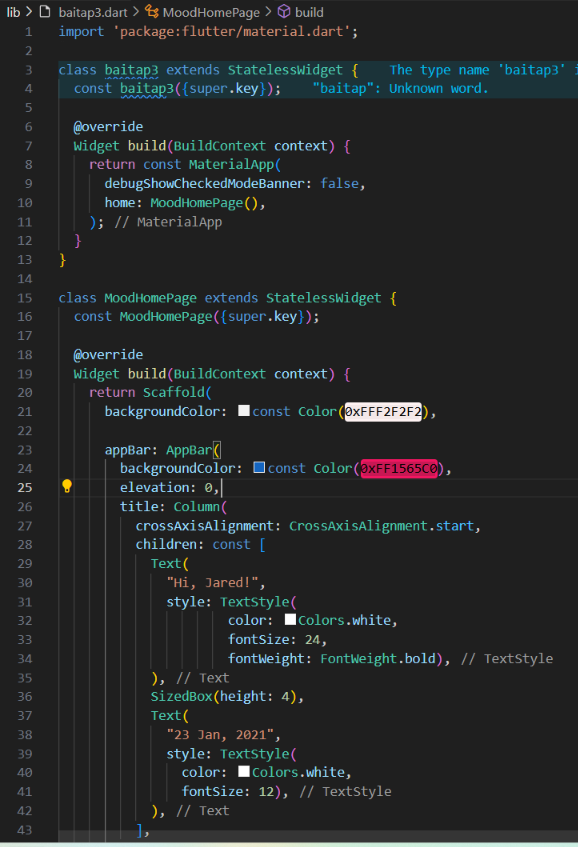 lib > baitap3.dart > MoodHomePage > build
1 import 'package:flutter/material.dart';
2
3 class baitap3 extends StatelessWidget { The type name 'baitap3' i
4 const baitap3({super.key}); "baitap": Unknown word.
5
6 @override
7 Widget build(BuildContext context) {
8 return const MaterialApp(
9 debugShowCheckedModeBanner: false,
10 home: MoodHomePage(),
11 ); // MaterialApp
12 }
13 }
14
15 class MoodHomePage extends StatelessWidget {
16 const MoodHomePage({super.key});
17
18 @override
19 Widget build(BuildContext context) {
20 return Scaffold(
21 backgroundColor: const Color(0xFFF2F2F2),
22
23 appBar: AppBar(
24 backgroundColor: const Color(0xFF1565C0),
25 elevation: 0,
26 title: Column(
27 crossAxisAlignment: CrossAxisAlignment.start,
28 children: const [
29 Text(
30 "Hi, Jared!",
31 style: TextStyle(
32 color: Colors.white,
33 fontSize: 24,
34 fontWeight: FontWeight.bold), // TextStyle
35 ), // Text
36 SizedBox(height: 4),
37 Text(
38 "23 Jan, 2021",
39 style: TextStyle(
40 color: Colors.white,
41 fontSize: 12), // TextStyle
42 ), // Text
43 ],